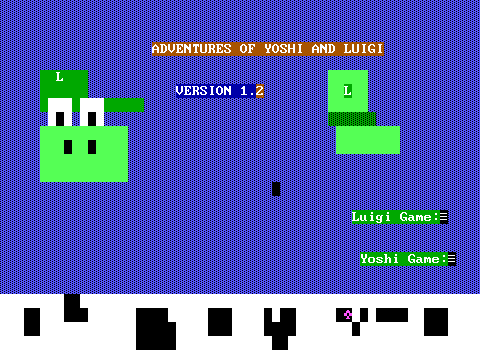 ADVENTURES OF YOSHI AND LUIGI
L
VERSION 1.2
L
Luigi Game:≡
Yoshi Game:≡